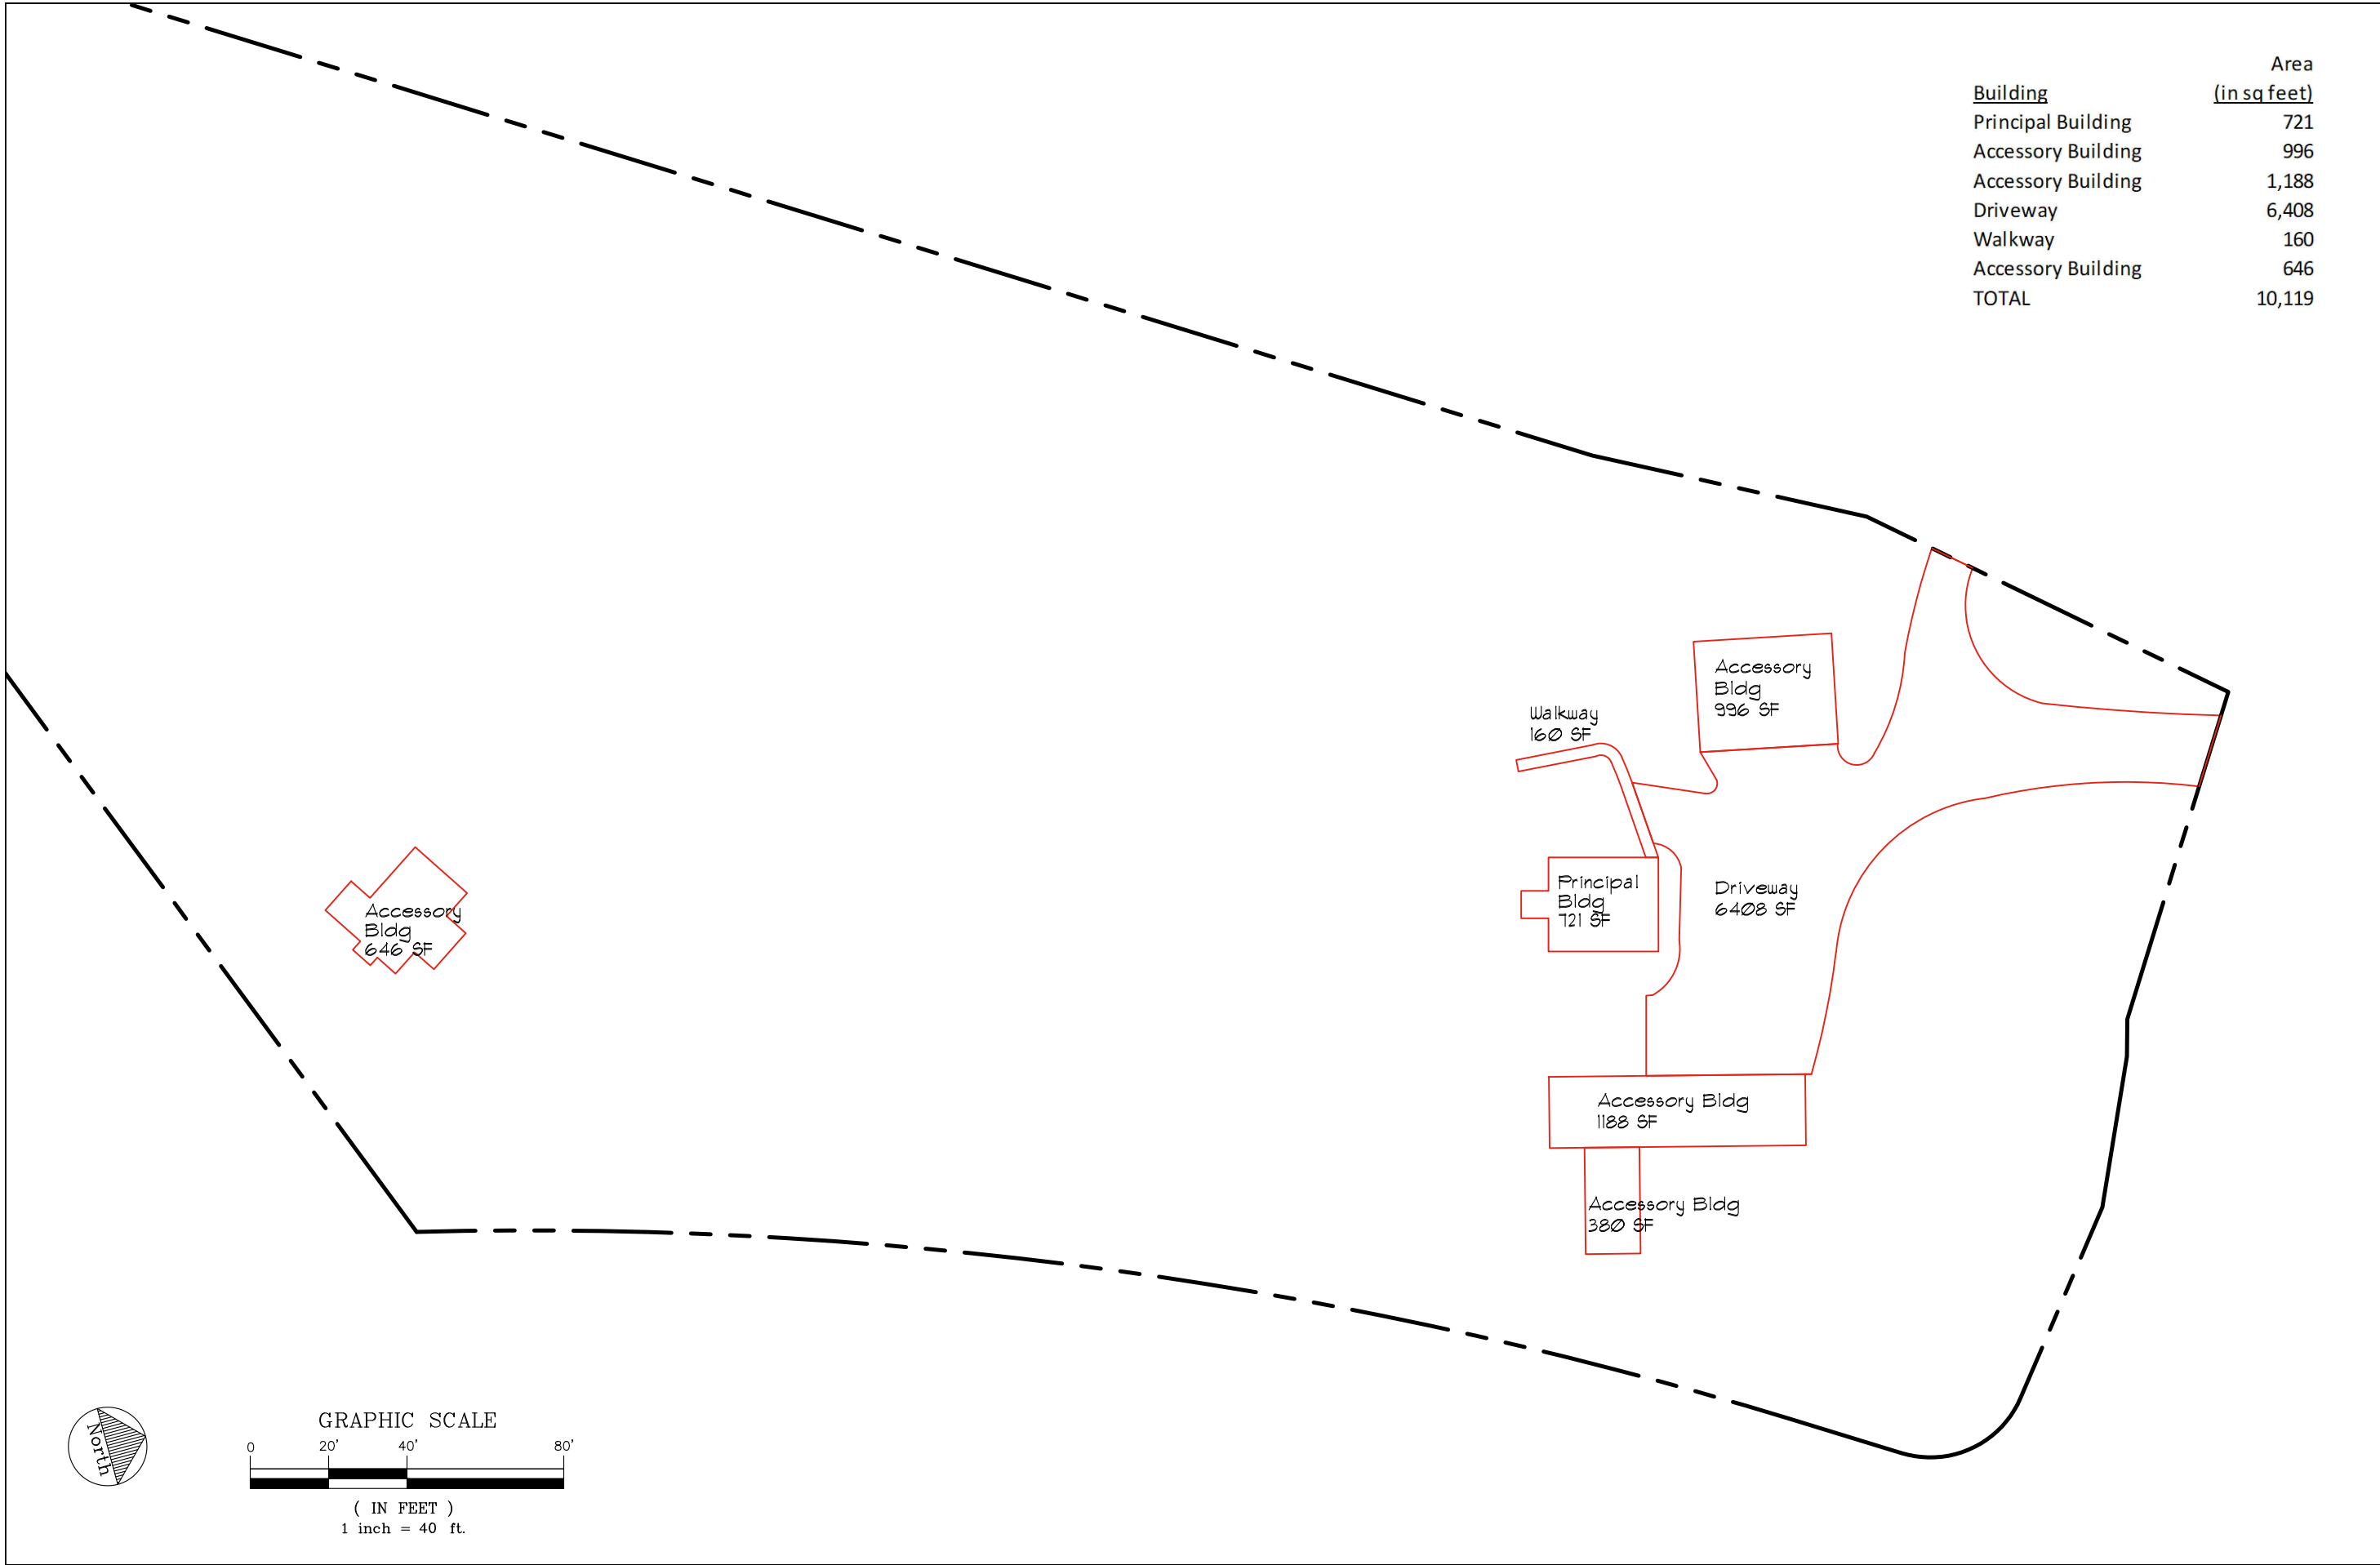 Area
Building (in sq feet)
Principal Building 721
Accessory Building 996
Accessory Building 1,188
Driveway 6,408
Walkway 160
Accessory Building 646
TOTAL 10,119
Accessory
Bldg
996 SF
Walkway
160 SF
Principal
Bldg
721 SF
Driveway
6408 SF
Accessory
Bldg
646 SF
Accessory Bldg
1188 SF
Accessory Bldg
380 SF
North
GRAPHIC SCALE
0 20' 40' 80'
( IN FEET )
1 inch = 40 ft.